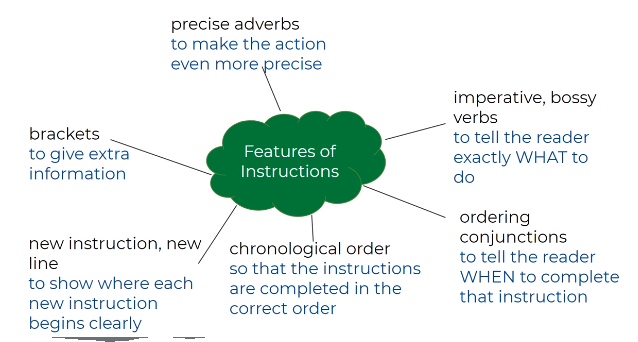 precise adverbs
to make the action
even more precise
imperative, bossy
verbs
to tell the reader
exactly WHAT to
do
brackets
to give extra
information
Features of
Instructions
ordering
conjunctions
to tell the reader
WHEN to complete
that instruction
new instruction, new
line
to show where each
new instruction
begins clearly
chronological order
so that the instructions
are completed in the
correct order